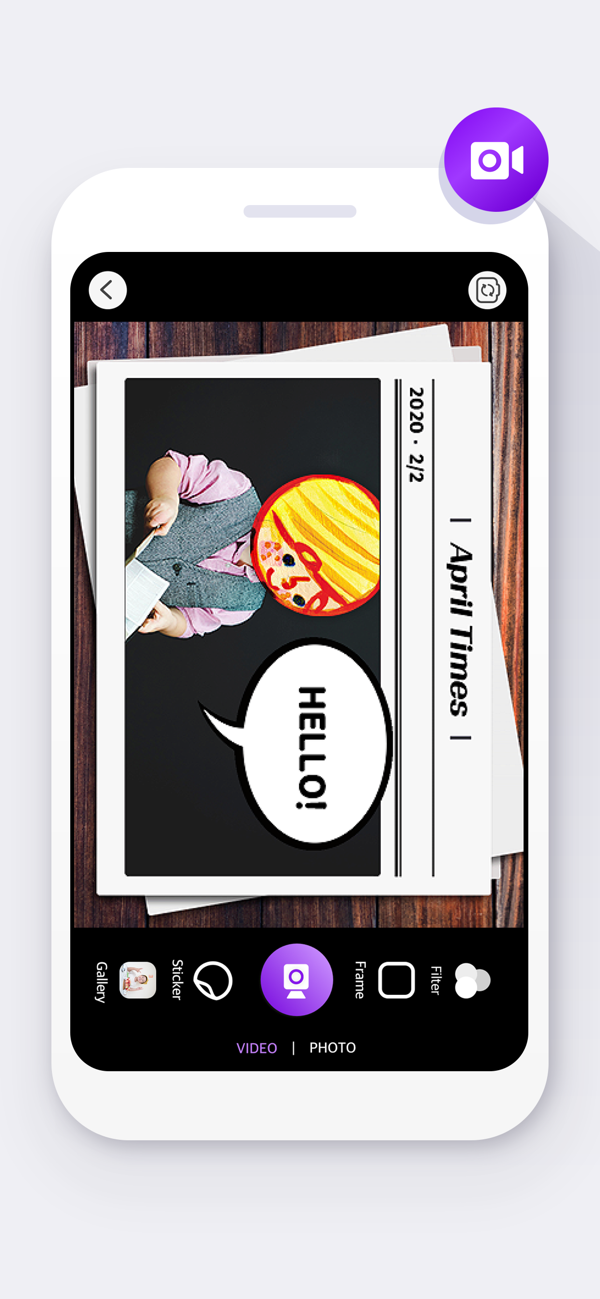 | April Times |
2020 · 2/2
HELLO!
Gallery
Sticker
Frame
Filter
VIDEO | PHOTO